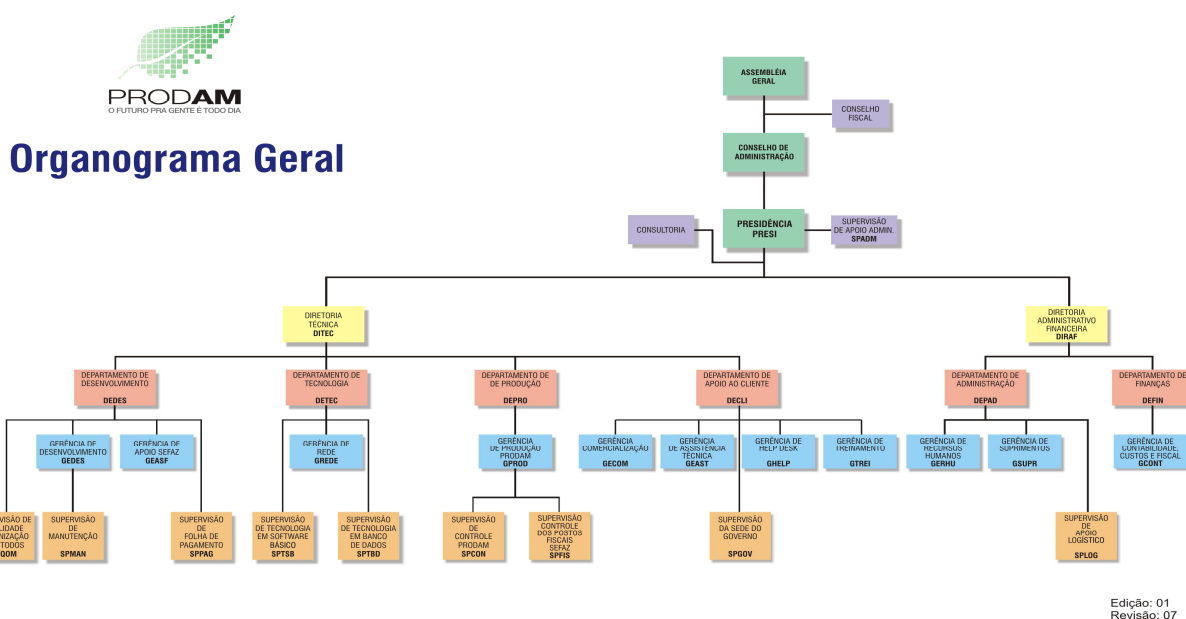 PRODAM
O FUTURO PRA GENTE É TODO DIA
Organograma Geral
ASSEMBLÉIA
GERAL
CONSELHO
FISCAL
CONSELHO DE
ADMINISTRAÇÃO
CONSULTORIA
PRESIDÊNCIA
PRESI
SUPERVISÃO
DE APOIO ADMIN.
SPADM
DIRETORIA
TÉCNICA
DITEC
DIRETORIA
ADMINISTRATIVO
FINANCEIRA
DIRAF
DEPARTAMENTO DE
DESENVOLVIMENTO
DEDES
DEPARTAMENTO DE
TECNOLOGIA
DETEC
DEPARTAMENTO DE
DE PRODUÇÃO
DEPRO
DEPARTAMENTO DE
APOIO AO CLIENTE
DECLI
DEPARTAMENTO DE
ADMINISTRAÇÃO
DEPAD
DEPARTAMENTO DE
FINANÇAS
DEFIN
GERÊNCIA DE
DESENVOLVIMENTO
GEDES
GERÊNCIA DE
APOIO SEFAZ
GEASF
GERÊNCIA DE
REDE
GREDE
GERÊNCIA
DE PRODUÇÃO
PRODAM
GPROD
GERÊNCIA
COMERCIALIZAÇÃO
GECOM
GERÊNCIA
DE ASSISTÊNCIA
TÉCNICA
GEAST
GERÊNCIA DE
HELP DESK
GHELP
GERÊNCIA DE
TREINAMENTO
GTREI
GERÊNCIA DE
RECURSOS
HUMANOS
GERHU
GERÊNCIA DE
SUPRIMENTOS
GSUPR
GERÊNCIA DE
CONTABILIDADE,
CUSTOS E FISCAL
GCONT
VISÃO DE
LIDADE
NIZAÇÃO
TODOS
QOM
SUPERVISÃO
DE
MANUTENÇÃO
SPMAN
SUPERVISÃO
DE
FOLHA DE
PAGAMENTO
SPPAG
SUPERVISÃO
DE TECNOLOGIA
EM SOFTWARE
BÁSICO
SPTSB
SUPERVISÃO
DE TECNOLOGIA
EM BANCO
DE DADOS
SPTBD
SUPERVISÃO
DE
CONTROLE
PRODAM
SPCON
SUPERVISÃO
CONTROLE
DOS POSTOS
FISCAIS
SEFAZ
SPFIS
SUPERVISÃO
DA SEDE DO
GOVERNO
SPGOV
SUPERVISÃO
DE
APOIO
LOGÍSTICO
SPLOG
Edição: 01
Revisão: 07